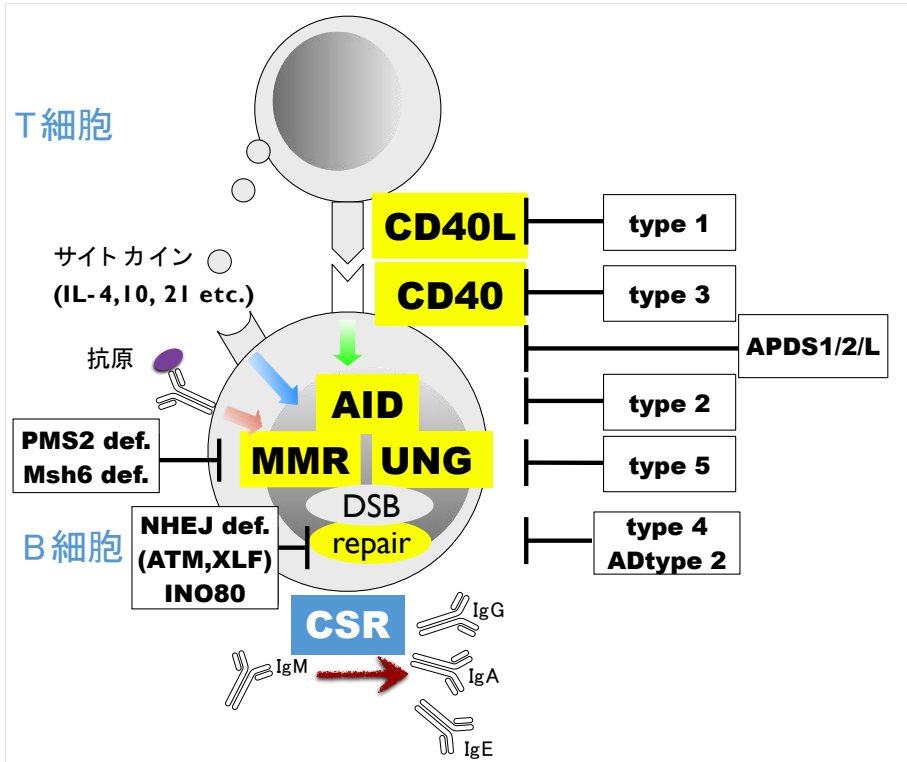 T細胞
CD40L
type 1
サイトカイン
(IL-4,10, 21 etc.)
CD40
type 3
抗原
APDS1/2/L
AID
type 2
PMS2 def.
Msh6 def.
MMR
UNG
type 5
DSB
B細胞
NHEJ def.
(ATM,XLF)
INO80
repair
type 4
ADtype 2
CSR
IgG
IgM
IgA
IgE